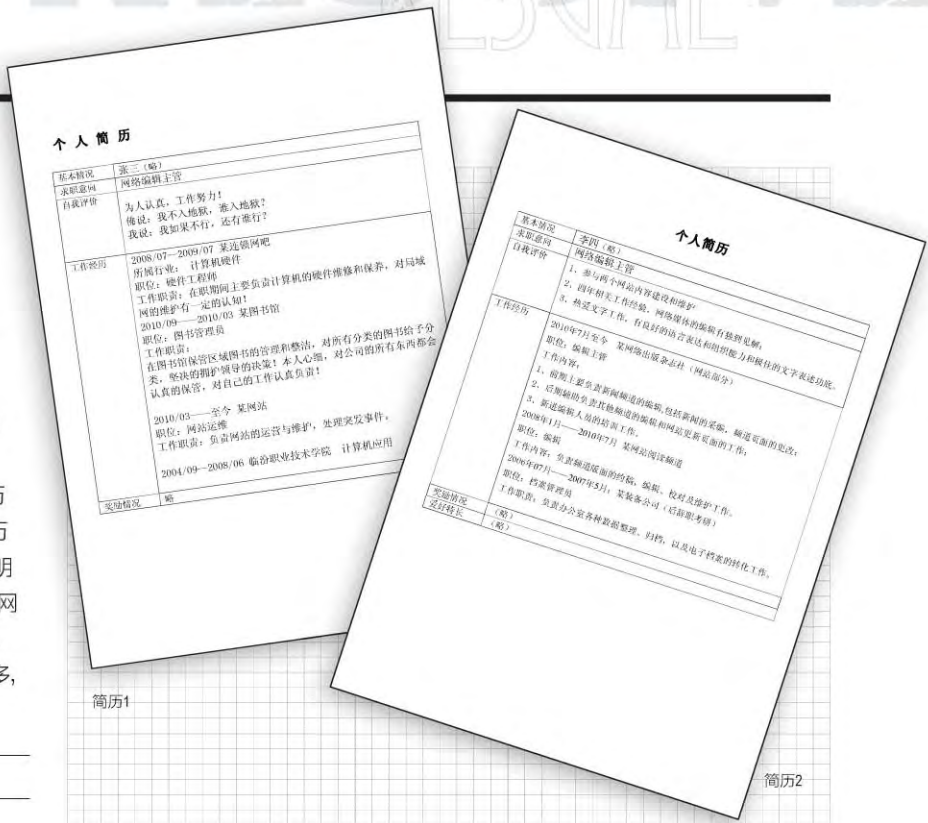 个人简历
基本情况 张三（略）
求职意向 网络编辑主管
自我评价
为人认真，工作努力！
佛说：我不入地狱，谁入地狱？
我说：我如果不行，还有谁行？
工作经历
2008/07—2009/07 某连锁网吧
所属行业： 计算机硬件
职位：硬件工程师
工作职责：在职期间主要负责计算机的硬件维修和保养，对局域
网的维护有一定的认知！
2010/09——2010/03 某图书馆
职位：图书管理员
工作职责：
在图书馆保管区域图书的管理和整洁，对所有分类的图书给予分
类，坚决的拥护领导的决策！本人心细，对公司的所有东西都会
认真的保管，对自己的工作认真负责！
2010/03——至今 某网站
职位：网站运维
工作职责：负责网站的运营与维护，处理突发事件。
2004/09—2008/06 临汾职业技术学院 计算机应用
奖励情况 略
简历1
个人简历
基本情况 李四（略）
求职意向 网络编辑主管
自我评价
1、参与两个网站内容建设和维护
2、四年相关工作经验，网络媒体的编辑有独到见解；
3、热爱文字工作，有良好的语言表达和组织能力和极佳的文字表述功底。
工作经历
2010年7月至今 某网络出版杂志社（网站部分）
职位：编辑主管
工作内容：
1、前期主要负责新闻频道的编辑，包括新闻的采编，频道页面的更改；
2、后期辅助负责其他频道的编辑和网站更新页面的工作；
3、新进编辑人员的培训工作。
2008年1月——2010年7月 某网站阅读频道
职位：编辑
工作内容：负责频道版面的约稿，编辑、校对及维护工作。
2006年07月——2007年5月：某装备公司（后辞职考研）
职位：档案管理员
工作职责：负责办公室各种数据整理、归档，以及电子档案的转化工作。
奖励情况 （略）
爱好特长 （略）
简历2
历
历
明
网
多，